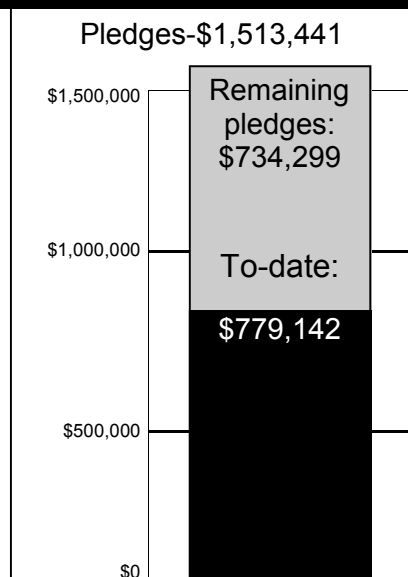 Pledges-$1,513,441
$1,500,000
Remaining
pledges:
$734,299
$1,000,000
To-date:
$779,142
$500,000
$0